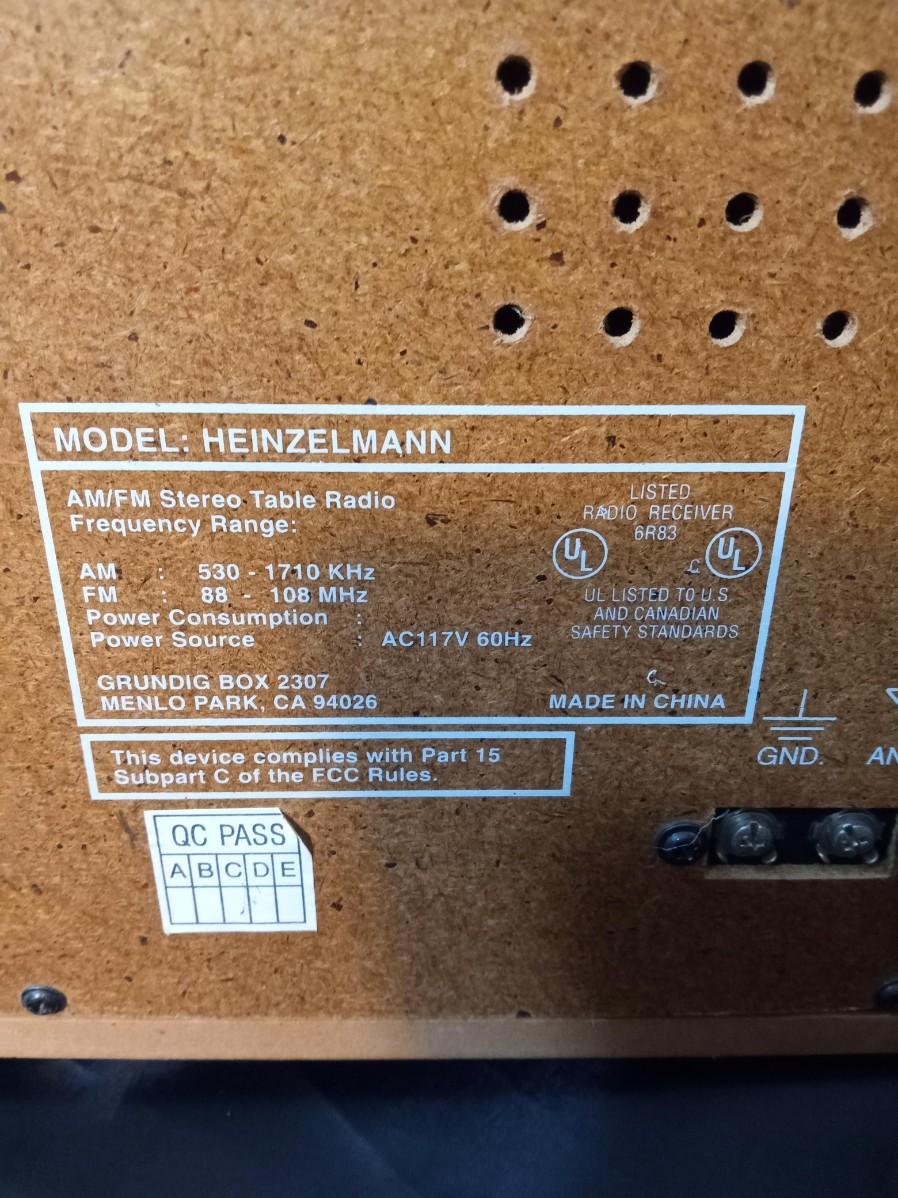 MODEL: HEINZELMANN
AM/FM Stereo Table Radio
Frequency Range:
AM : 530 - 1710 KHz
FM : 88 - 108 MHz
Power Consumption :
Power Source : AC117V 60Hz
GRUNDIG BOX 2307
MENLO PARK, CA 94026
LISTED
RADIO RECEIVER
6R83
UL UL
C
UL LISTED TO U.S.
AND CANADIAN
SAFETY STANDARDS
MADE IN CHINA
This device complies with Part 15
Subpart C of the FCC Rules.
GND. AN
QC PASS
A B C D E